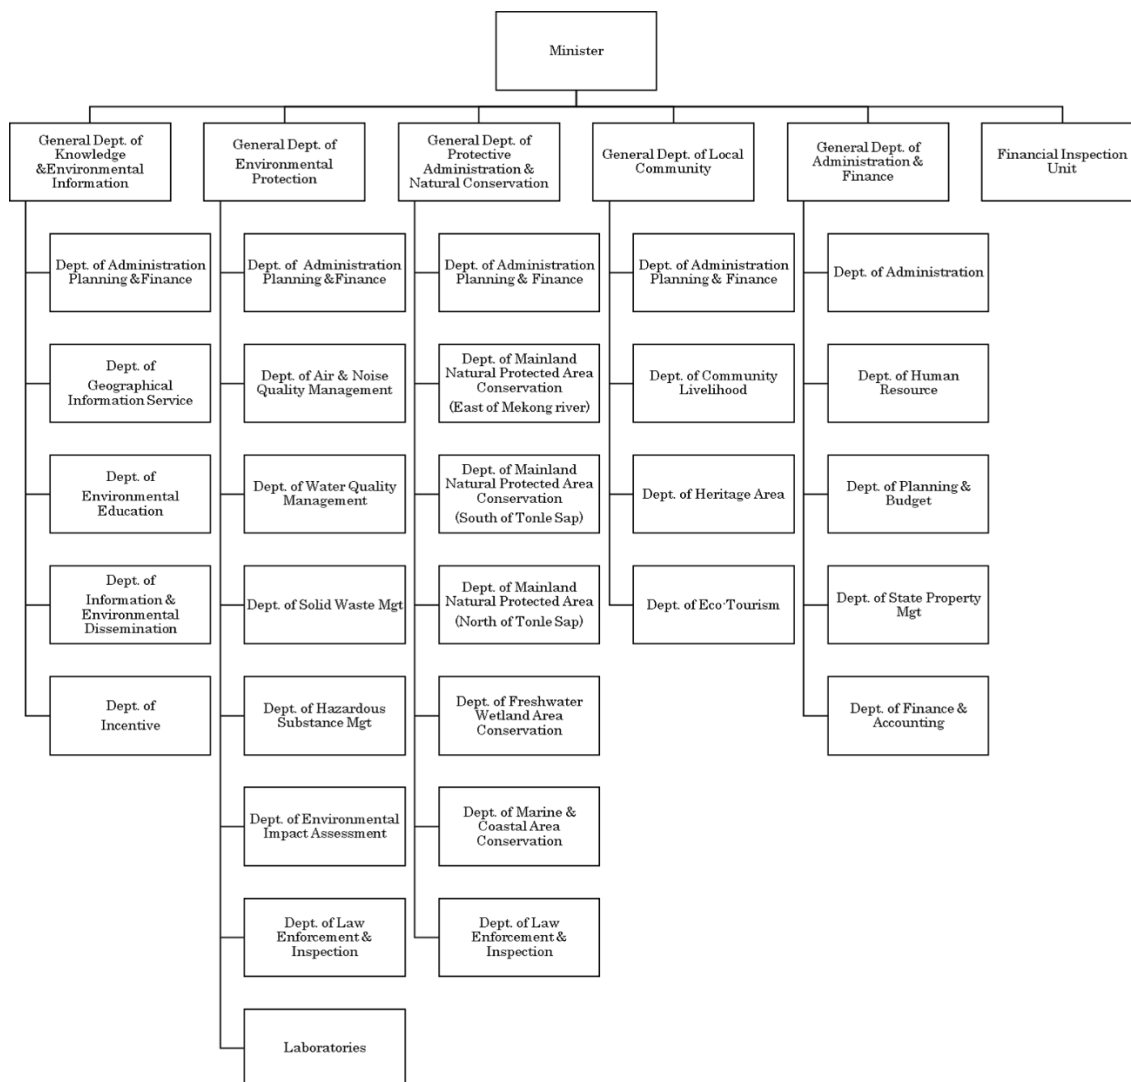 Minister
General Dept. of
Knowledge
&Environmental
Information
General Dept. of
Environmental
Protection
General Dept. of
Protective
Administration &
Natural Conservation
General Dept. of Local
Community
General Dept. of
Administration &
Finance
Financial Inspection
Unit
Dept. of Administration
Planning &Finance
Dept. of
Geographical
Information Service
Dept. of
Environmental
Education
Dept. of
Information &
Environmental
Dissemination
Dept. of
Incentive
Dept. of Administration
Planning &Finance
Dept. of Air & Noise
Quality Management
Dept. of Water Quality
Management
Dept. of Solid Waste Mgt
Dept. of Hazardous
Substance Mgt
Dept. of Environmental
Impact Assessment
Dept. of Law
Enforcement &
Inspection
Laboratories
Dept. of Administration
Planning & Finance
Dept. of Mainland
Natural Protected Area
Conservation
(East of Mekong river)
Dept. of Mainland
Natural Protected Area
Conservation
(South of Tonle Sap)
Dept. of Mainland
Natural Protected Area
(North of Tonle Sap)
Dept. of Freshwater
Wetland Area
Conservation
Dept. of Marine &
Coastal Area
Conservation
Dept. of Law
Enforcement &
Inspection
Dept. of Administration
Planning & Finance
Dept. of Community
Livelihood
Dept. of Heritage Area
Dept. of Eco-Tourism
Dept. of Administration
Dept. of Human
Resource
Dept. of Planning &
Budget
Dept. of State Property
Mgt
Dept. of Finance &
Accounting